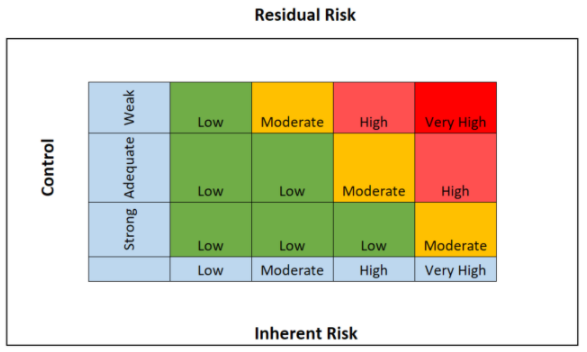 Residual Risk
Control
Weak
Low Moderate High Very High
Adequate
Low Low Moderate High
Strong
Low Low Low Moderate
Low Moderate High Very High
Inherent Risk